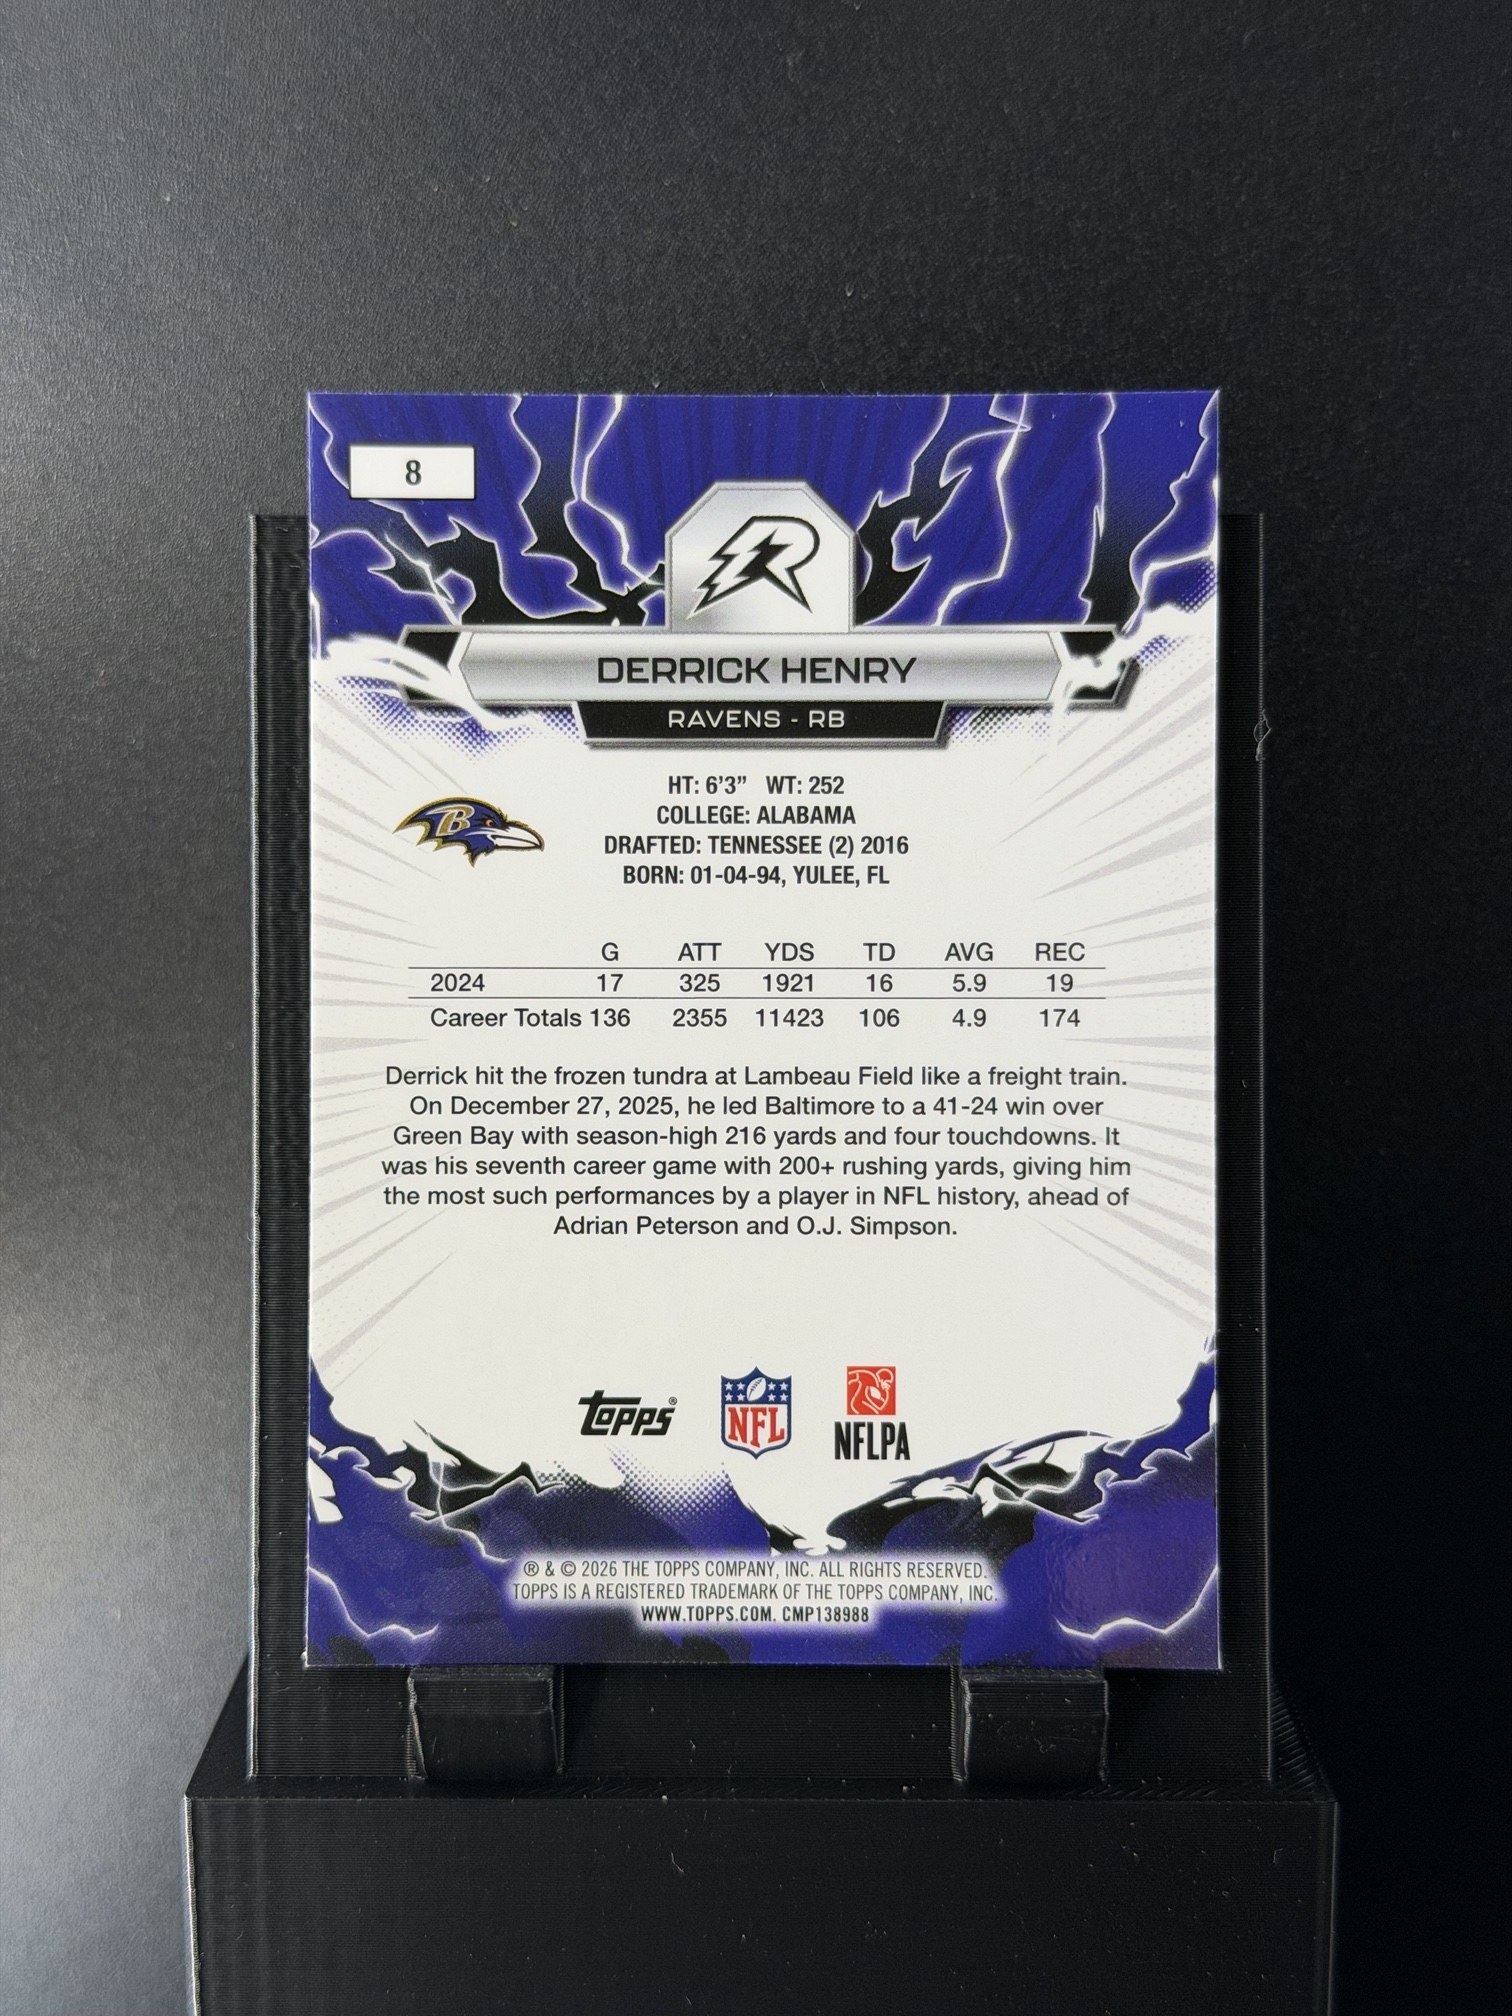 8
R
DERRICK HENRY
RAVENS - RB
B
HT: 6'3" WT: 252
COLLEGE: ALABAMA
DRAFTED: TENNESSEE (2) 2016
BORN: 01-04-94, YULEE, FL
G ATT YDS TD AVG REC
2024 17 325 1921 16 5.9 19
Career Totals 136 2355 11423 106 4.9 174
Derrick hit the frozen tundra at Lambeau Field like a freight train.
On December 27, 2025, he led Baltimore to a 41-24 win over
Green Bay with season-high 216 yards and four touchdowns. It
was his seventh career game with 200+ rushing yards, giving him
the most such performances by a player in NFL history, ahead of
Adrian Peterson and O.J. Simpson.
topps®
NFL
NFLPA
® & © 2026 THE TOPPS COMPANY, INC. ALL RIGHTS RESERVED.
TOPPS IS A REGISTERED TRADEMARK OF THE TOPPS COMPANY, INC.
WWW.TOPPS.COM. CMP138988